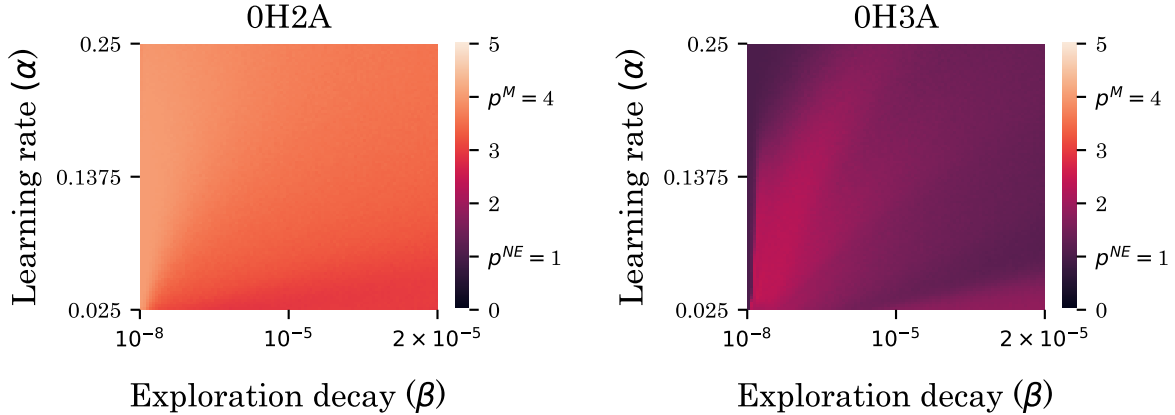 0H2A
Learning rate (α)
0.25
0.1375
0.025
10⁻⁸
10⁻⁵
2 × 10⁻⁵
Exploration decay (β)
5
p^M = 4
3
2
p^NE = 1
0
0H3A
Learning rate (α)
0.25
0.1375
0.025
10⁻⁸
10⁻⁵
2 × 10⁻⁵
Exploration decay (β)
5
p^M = 4
3
2
p^NE = 1
0